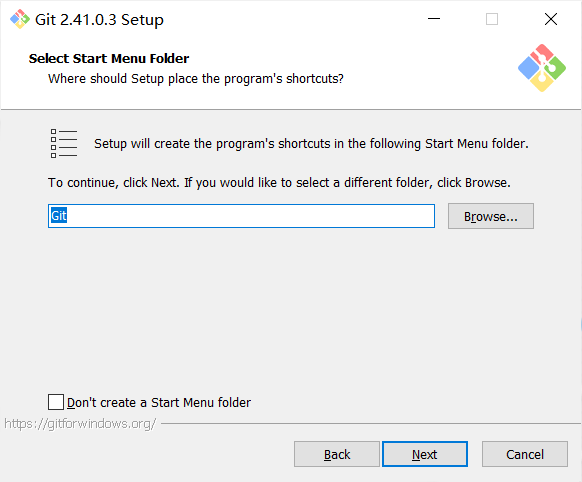 Git 2.41.0.3 Setup
Select Start Menu Folder
Where should Setup place the program's shortcuts?
Setup will create the program's shortcuts in the following Start Menu folder.
To continue, click Next. If you would like to select a different folder, click Browse.
Git
Browse...
Don't create a Start Menu folder
https://gitforwindows.org/
Back
Next
Cancel